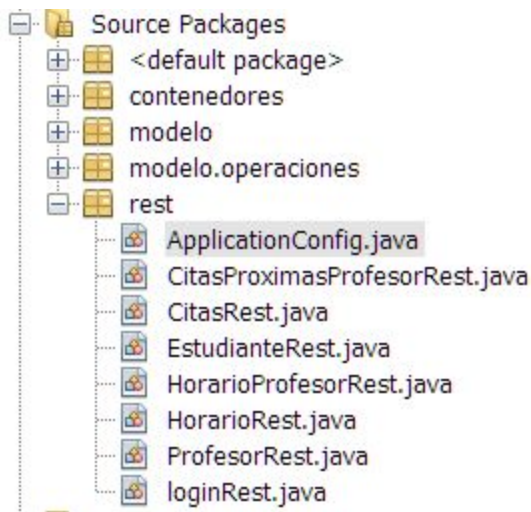 Source Packages
<default package>
contenedores
modelo
modelo.operaciones
rest
ApplicationConfig.java
CitasProximasProfesorRest.java
CitasRest.java
EstudianteRest.java
HorarioProfesorRest.java
HorarioRest.java
ProfesorRest.java
loginRest.java